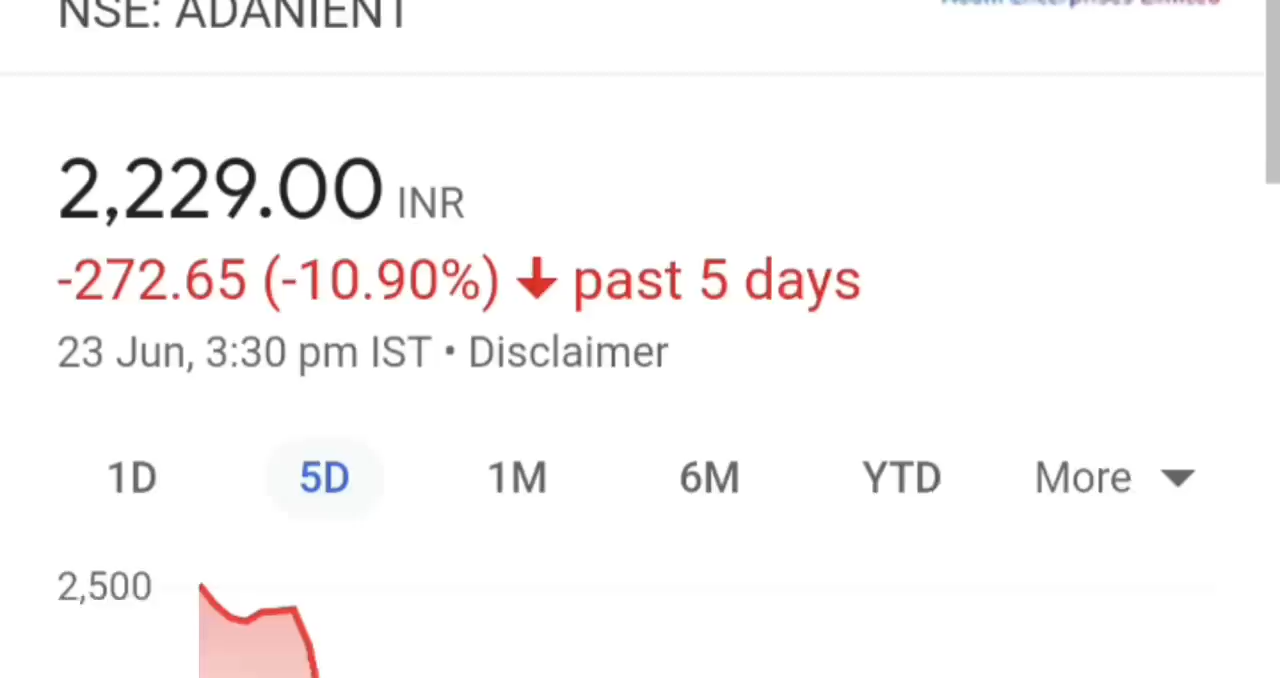 NSE: ADANIENT
2,229.00 INR
-272.65 (-10.90%) ↓ past 5 days
23 Jun, 3:30 pm IST • Disclaimer
1D 5D 1M 6M YTD More
2,500